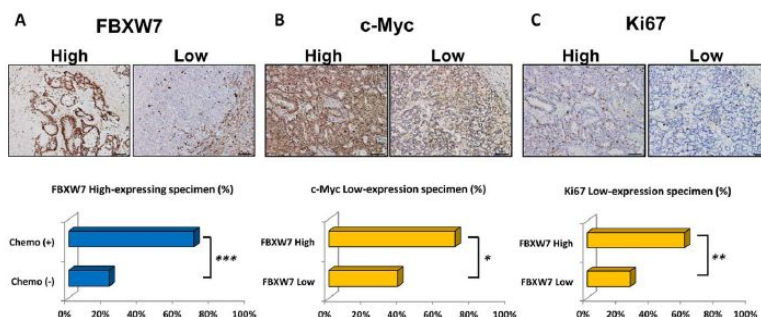 A FBXW7
High Low
B c-Myc
High Low
C Ki67
High Low
FBXW7 High-expressing specimen (%)
Chemo (+)
Chemo (-)
***
0% 20% 40% 60% 80% 100%
c-Myc Low-expression specimen (%)
FBXW7 High
FBXW7 Low
*
0% 20% 40% 60% 80% 100%
Ki67 Low-expression specimen (%)
FBXW7 High
FBXW7 Low
**
0% 20% 40% 60% 80% 100%